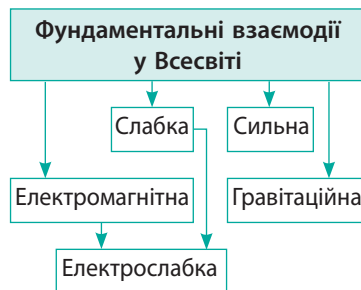 Фундаментальні взаємодії
у Всесвіті
Слабка
Сильна
Електромагнітна
Гравітаційна
Електрослабка